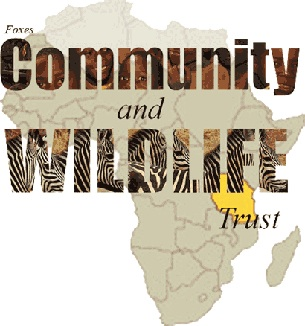 Foxes
Community
and
WILDLIFE
Trust